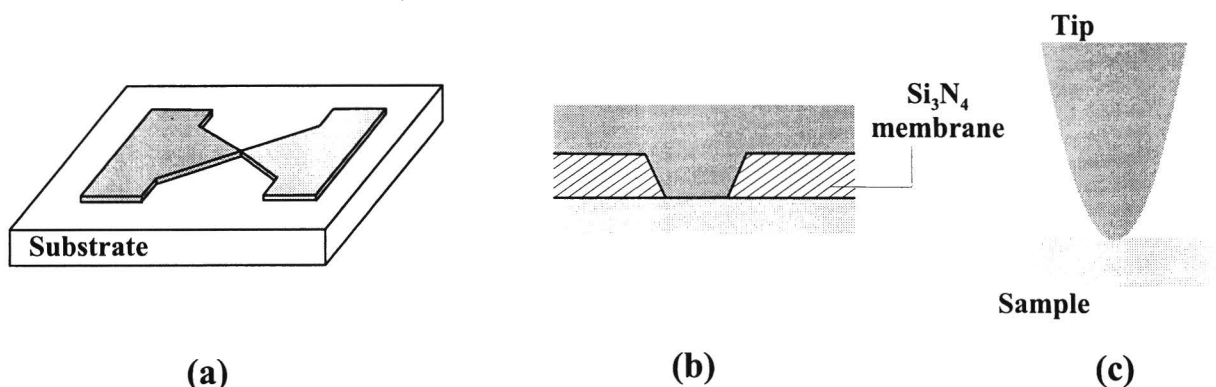 Tip
Si₃N₄
membrane
Substrate
Sample
(a)
(b)
(c)